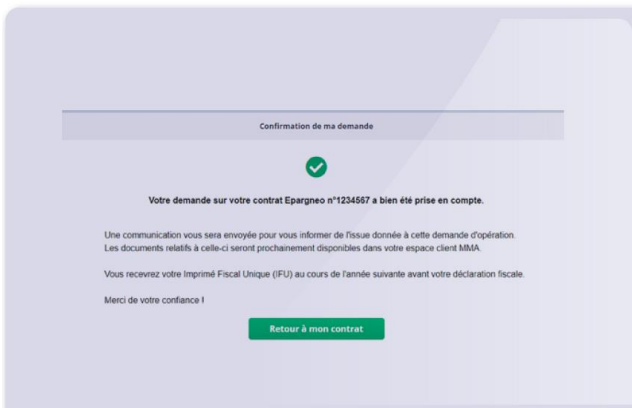 Confirmation de ma demande
Votre demande sur votre contrat Epargneo n°1234567 a bien été prise en compte.
Une communication vous sera envoyée pour vous informer de l'issue donnée à cette demande d'opération.
Les documents relatifs à celle-ci seront prochainement disponibles dans votre espace client MMA.
Vous recevrez votre Imprimé Fiscal Unique (IFU) au cours de l'année suivante avant votre déclaration fiscale.
Merci de votre confiance !
Retour à mon contrat